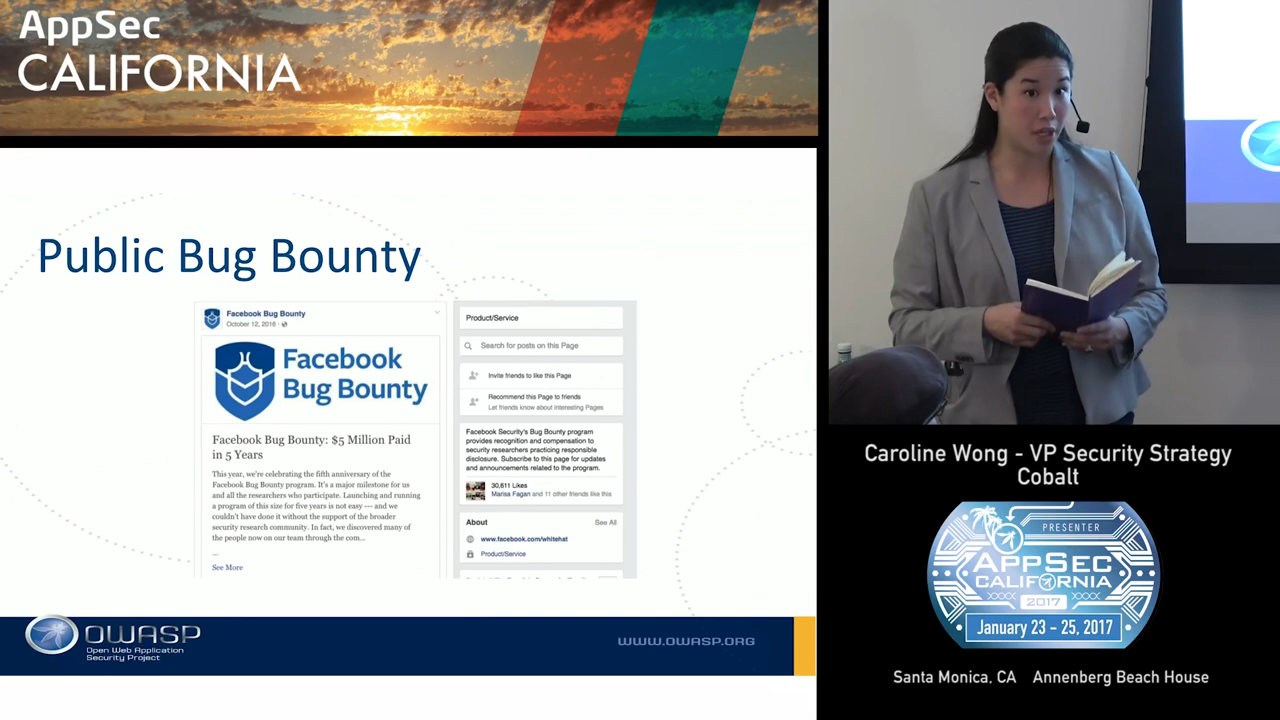 AppSec
CALIFORNIA
Public Bug Bounty
Facebook Bug Bounty
October 12, 2016 ·
Facebook
Bug Bounty
Facebook Bug Bounty: $5 Million Paid
in 5 Years
This year, we're celebrating the fifth anniversary of the
Facebook Bug Bounty program. It's a major milestone for us
and all the researchers who participate. Launching and running
a program of this size for five years is not easy --- and we
couldn't have done it without the support of the broader
security research community. In fact, we discovered many of
the people now on our team through the com...
...
See More
Product/Service
Search for posts on this Page
Invite friends to like this Page
Recommend this Page to friends
Let friends know about interesting Pages
Facebook Security's Bug Bounty program
provides recognition and compensation to
security researchers practicing responsible
disclosure. Subscribe to this page for updates
and announcements related to the program.
30,611 Likes
Marisa Fagan and 11 other friends like this
About
See All
www.facebook.com/whitehat
Product/Service
OWASP
Open Web Application
Security Project
WWW.OWASP.ORG
Caroline Wong - VP Security Strategy
Cobalt
PRESENTER
APPSEC
CALIFORNIA
2017
January 23 - 25, 2017
Santa Monica, CA Annenberg Beach House